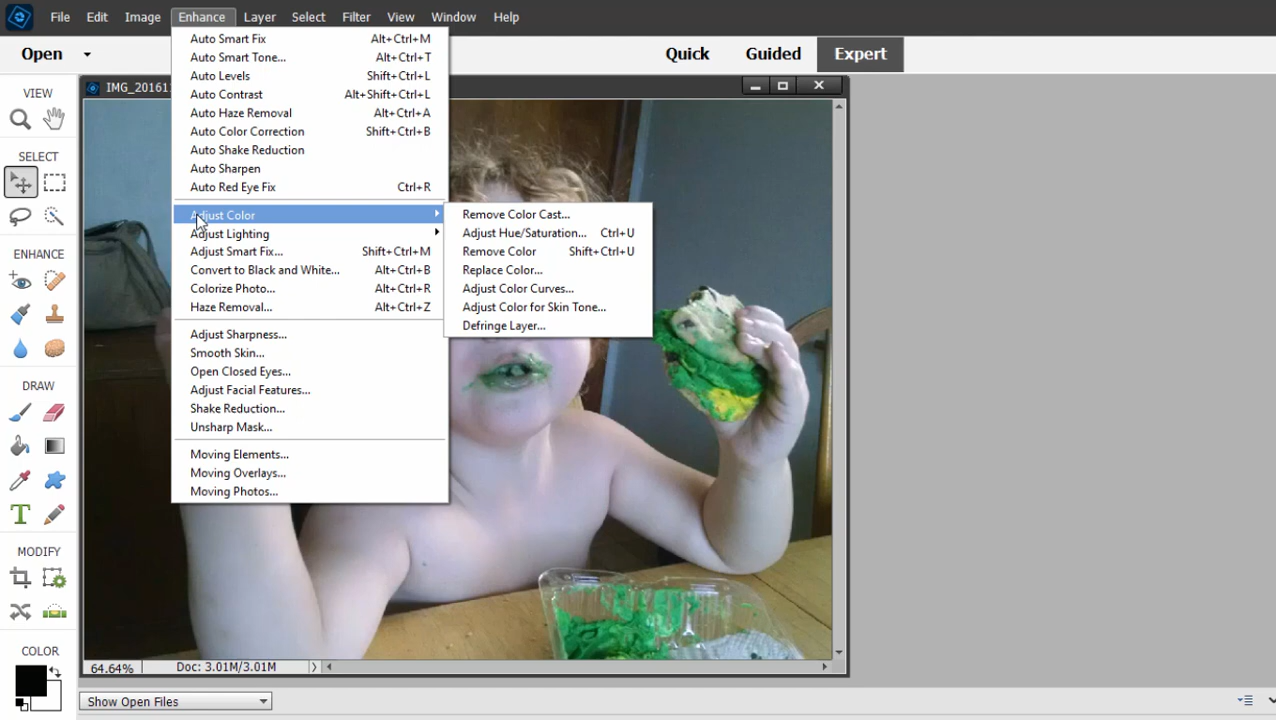 File Edit Image Enhance Layer Select Filter View Window Help
Open Quick Guided Expert
VIEW
SELECT
DRAW
MODIFY
COLOR
IMG_2016
Auto Smart Fix Alt+Ctrl+M
Auto Smart Tone... Alt+Ctrl+T
Auto Levels Shift+Ctrl+L
Auto Contrast Alt+Shift+Ctrl+L
Auto Haze Removal Alt+Ctrl+A
Auto Color Correction Shift+Ctrl+B
Auto Shake Reduction
Auto Sharpen
Auto Red Eye Fix Ctrl+R
Adjust Color
Adjust Lighting
Adjust Smart Fix... Shift+Ctrl+M
Convert to Black and White... Alt+Ctrl+B
Colorize Photo... Alt+Ctrl+R
Haze Removal... Alt+Ctrl+Z
Adjust Sharpness...
Smooth Skin...
Open Closed Eyes...
Adjust Facial Features...
Shake Reduction...
Unsharp Mask...
Moving Elements...
Moving Overlays...
Moving Photos...
Remove Color Cast...
Adjust Hue/Saturation... Ctrl+U
Remove Color Shift+Ctrl+U
Replace Color...
Adjust Color Curves...
Adjust Color for Skin Tone...
Defringe Layer...
64.64% Doc: 3.01M/3.01M
Show Open Files